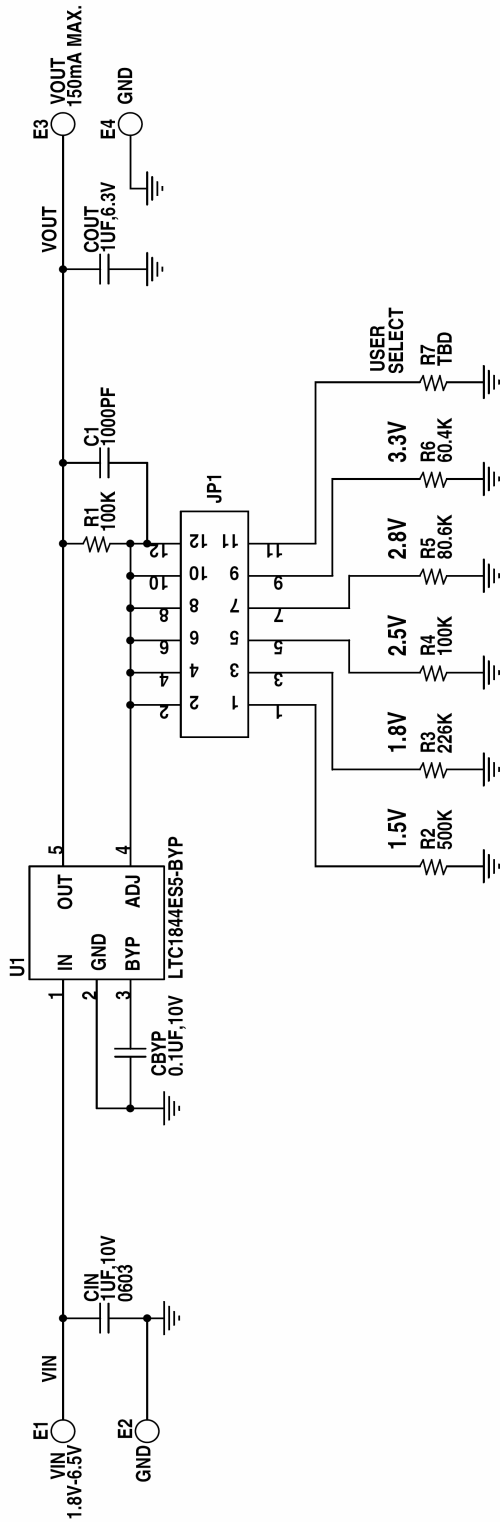 E1
VIN
1.8V-6.5V
VIN
E2
GND
CIN
1UF,10V
0603
U1
1
IN
2
GND
3
BYP
CBYP
0.1UF,10V
OUT
5
ADJ
4
LTC1844ES5-BYP
R1
100K
C1
1000PF
VOUT
COUT
1UF,6.3V
E3
VOUT
150mA MAX.
E4
GND
JP1
2
4
6
8
10
12
2
4
6
8
10
12
1
3
5
7
9
11
1
3
5
7
9
11
1.5V
R2
500K
1.8V
R3
226K
2.5V
R4
100K
2.8V
R5
80.6K
3.3V
R6
60.4K
USER
SELECT
R7
TBD